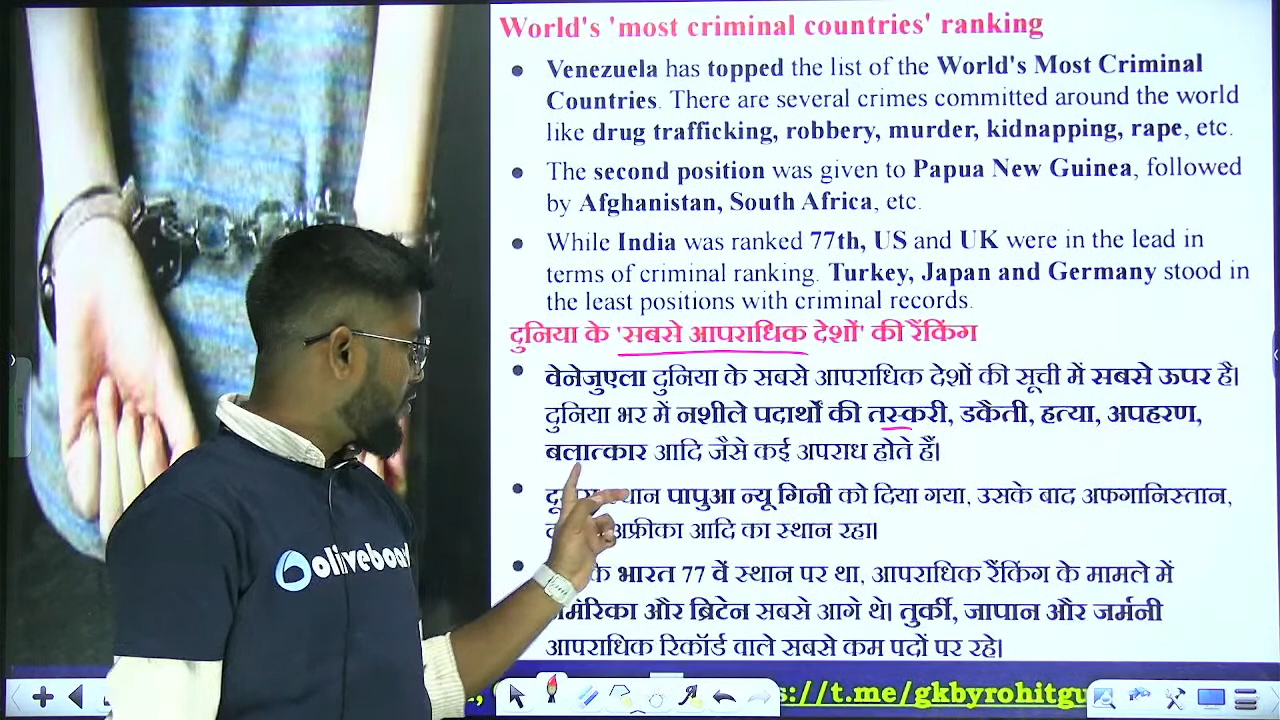 World's 'most criminal countries' ranking
• Venezuela has topped the list of the World's Most Criminal
Countries. There are several crimes committed around the world
like drug trafficking, robbery, murder, kidnapping, rape, etc.
• The second position was given to Papua New Guinea, followed
by Afghanistan, South Africa, etc.
• While India was ranked 77th, US and UK were in the lead in
terms of criminal ranking. Turkey, Japan and Germany stood in
the least positions with criminal records.
दुनिया के 'सबसे आपराधिक देशों' की रैंकिंग
• वेनेजुएला दुनिया के सबसे आपराधिक देशों की सूची में सबसे ऊपर है।
दुनिया भर में नशीले पदार्थों की तस्करी, डकैती, हत्या, अपहरण,
बलात्कार आदि जैसे कई अपराध होते हैं।
• पापुआ न्यू गिनी को दिया गया, उसके बाद अफगानिस्तान,
अफ्रीका आदि का स्थान रहा।
• भारत 77 वें स्थान पर था, आपराधिक रैंकिंग के मामले में
और ब्रिटेन सबसे आगे थे। तुर्की, जापान और जर्मनी
आपराधिक रिकॉर्ड वाले सबसे कम पदों पर रहे।
s://t.me/gkbyrohitgu